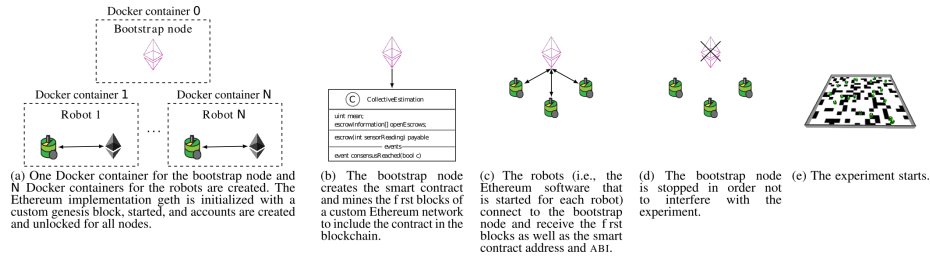 Docker container 0
Bootstrap node
Docker container 1
Docker container N
Robot 1
Robot N
...
(a) One Docker container for the bootstrap node and
N Docker containers for the robots are created. The
Ethereum implementation geth is initialized with a
custom genesis block, started, and accounts are created
and unlocked for all nodes.
C CollectiveEstimation
uint mean;
escrowInformation[] openEscrows;
escrow(int sensorReading) payable
events
event consensusReached(bool c)
(b) The bootstrap node
creates the smart contract
and mines the f rst blocks of
a custom Ethereum network
to include the contract in the
blockchain.
(c) The robots (i.e., the
Ethereum software that
is started for each robot)
connect to the bootstrap
node and receive the f rst
blocks as well as the smart
contract address and ABI.
(d) The bootstrap node
is stopped in order not
to interfere with the
experiment.
(e) The experiment starts.